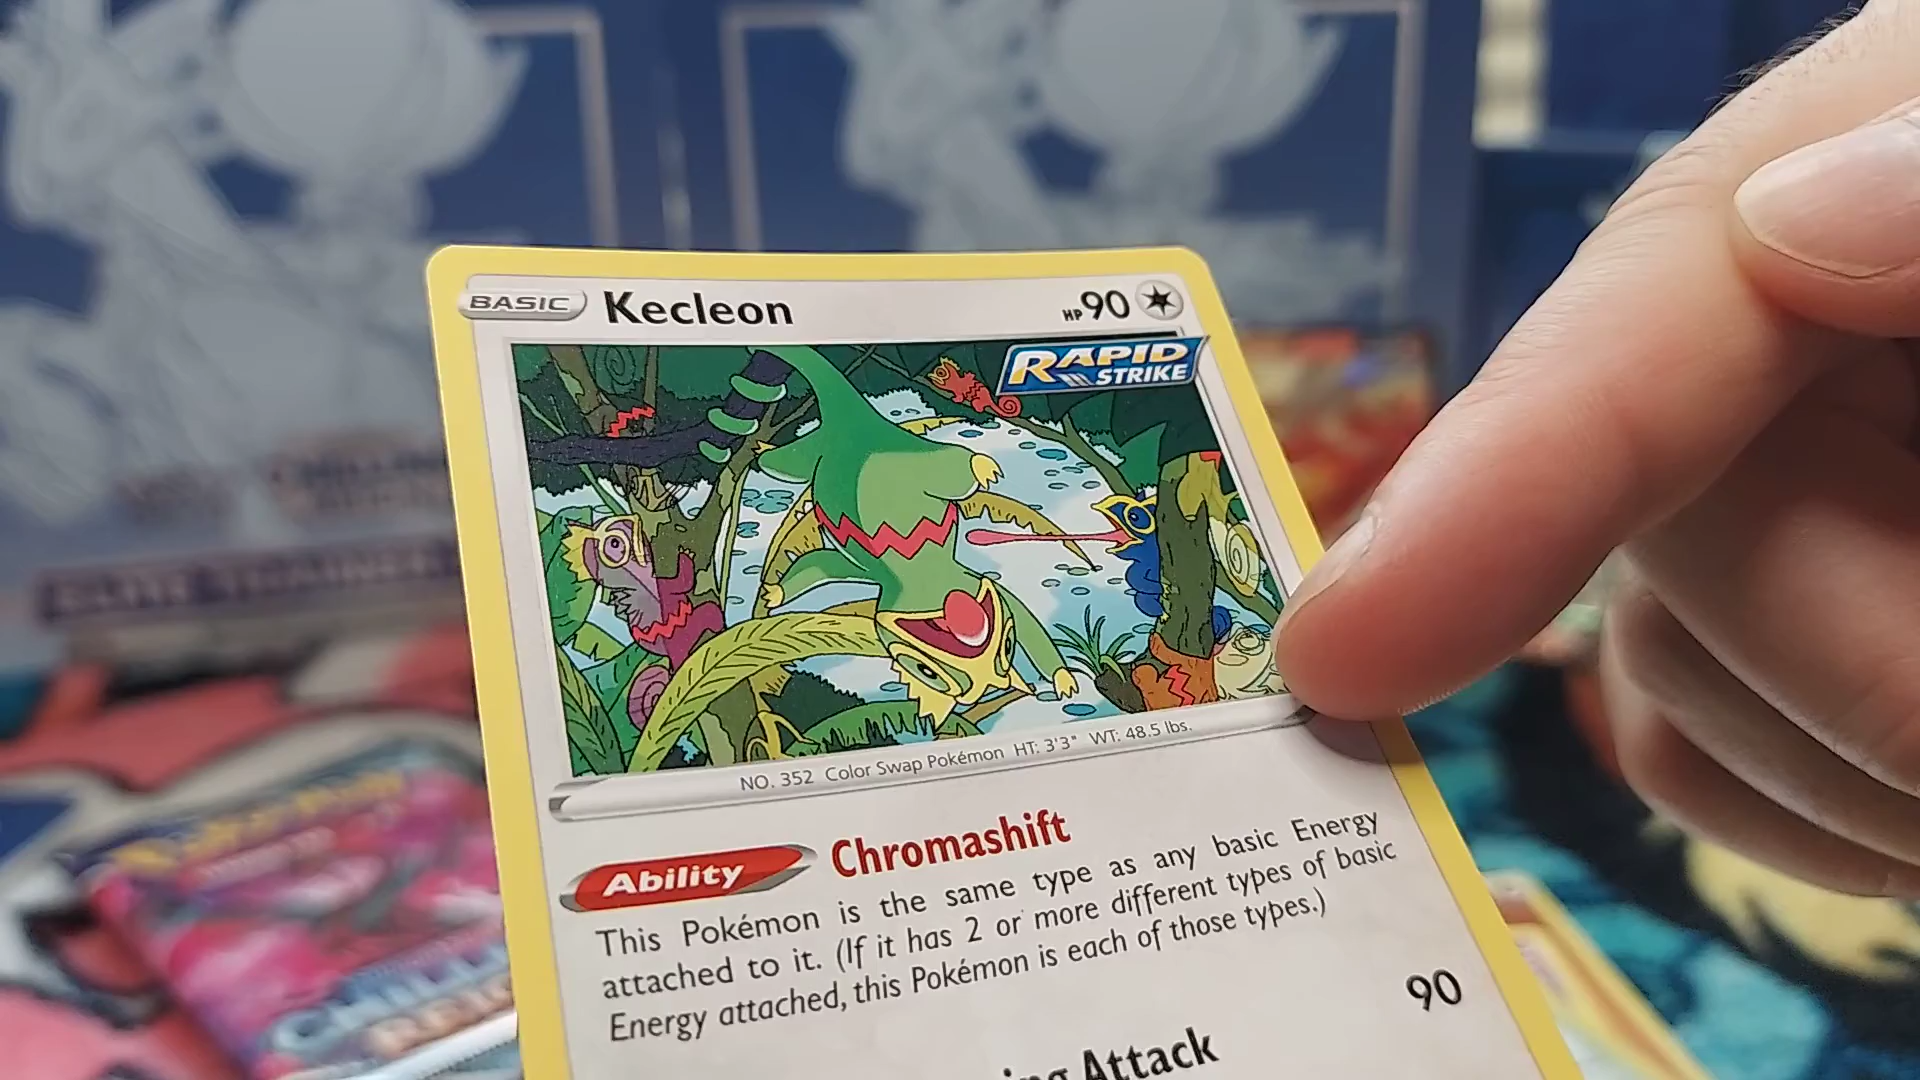 BASIC Kecleon HP 90
RAPID
STRIKE
NO. 352 Color Swap Pokémon HT: 3'3" WT: 48.5 lbs.
Ability Chromashift
This Pokémon is the same type as any basic Energy
attached to it. (If it has 2 or more different types of basic
Energy attached, this Pokémon is each of those types.)
Attack 90